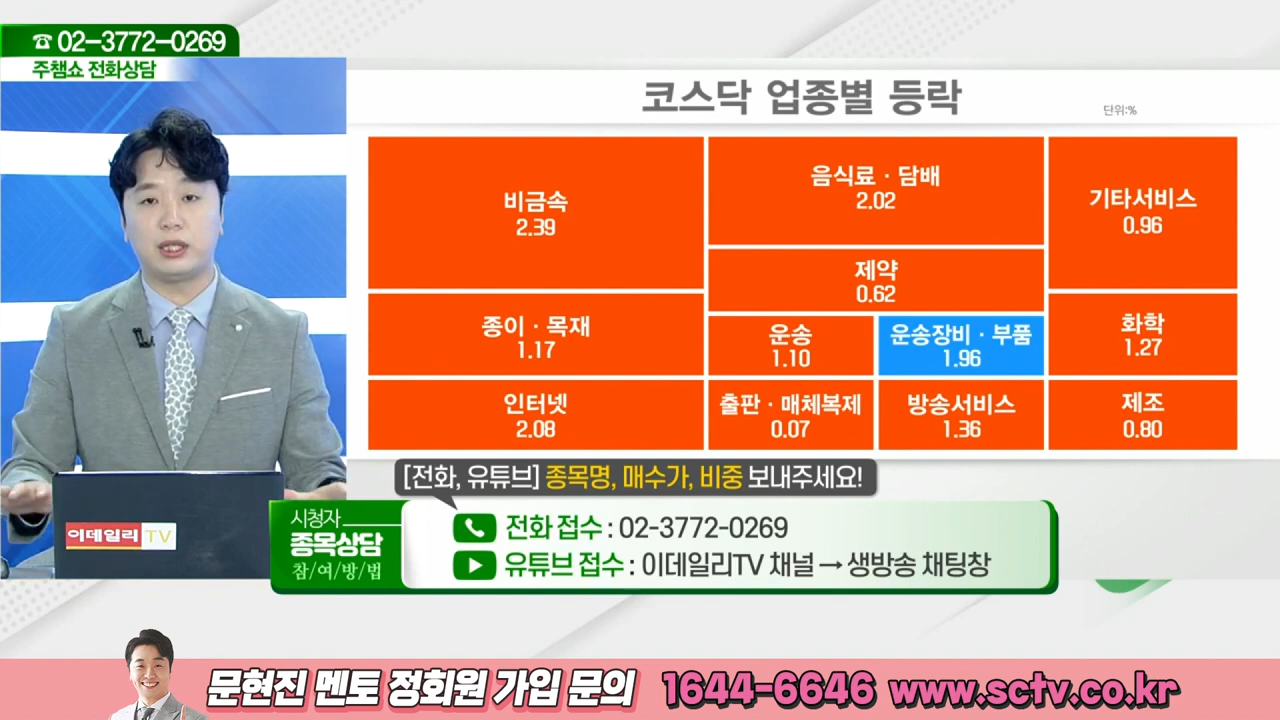 ☎ 02-3772-0269
주챔쇼 전화상담
코스닥 업종별 등락
단위:%
비금속
2.39
음식료·담배
2.02
기타서비스
0.96
제약
0.62
종이·목재
1.17
운송
1.10
운송장비·부품
1.96
화학
1.27
인터넷
2.08
출판·매체복제
0.07
방송서비스
1.36
제조
0.80
[전화, 유튜브] 종목명, 매수가, 비중 보내주세요!
시청자
종목상담
참/여/방/법
전화 접수 : 02-3772-0269
유튜브 접수 : 이데일리TV 채널 → 생방송 채팅창
이데일리 TV
문현진 멘토 정회원 가입 문의 1644-6646 www.sctv.co.kr